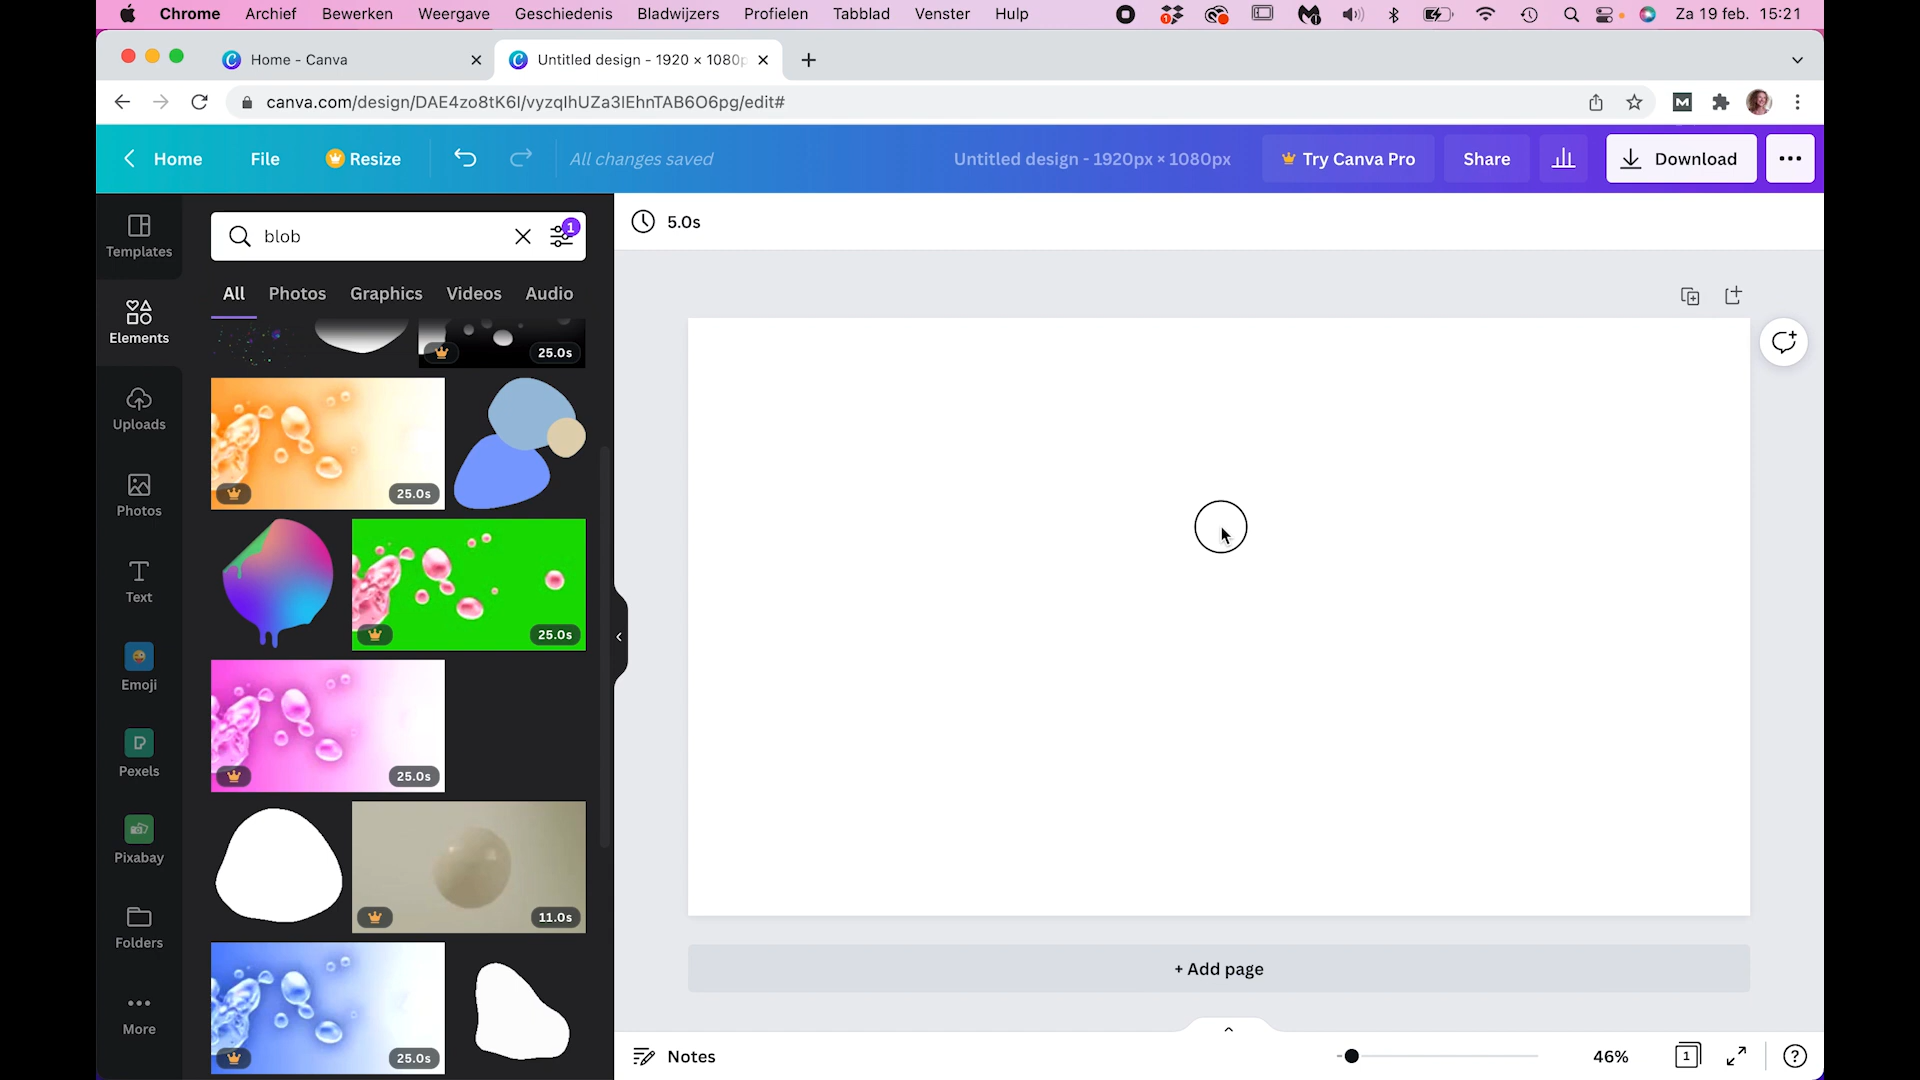 Chrome Archief Bewerken Weergave Geschiedenis Bladwijzers Profielen Tabblad Venster Hulp Za 19 feb. 15:21
Home - Canva Untitled design - 1920 × 1080p
canva.com/design/DAE4zo8tK6I/vyzqlhUZa3IEhnTAB6O6pg/edit#
Home File Resize All changes saved Untitled design - 1920px × 1080px Try Canva Pro Share Download
Templates
Elements
Uploads
Photos
Text
Emoji
Pexels
Pixabay
Folders
More
blob 1
All Photos Graphics Videos Audio
25.0s
25.0s
25.0s
25.0s
11.0s
25.0s
5.0s
+ Add page
Notes 46% 1